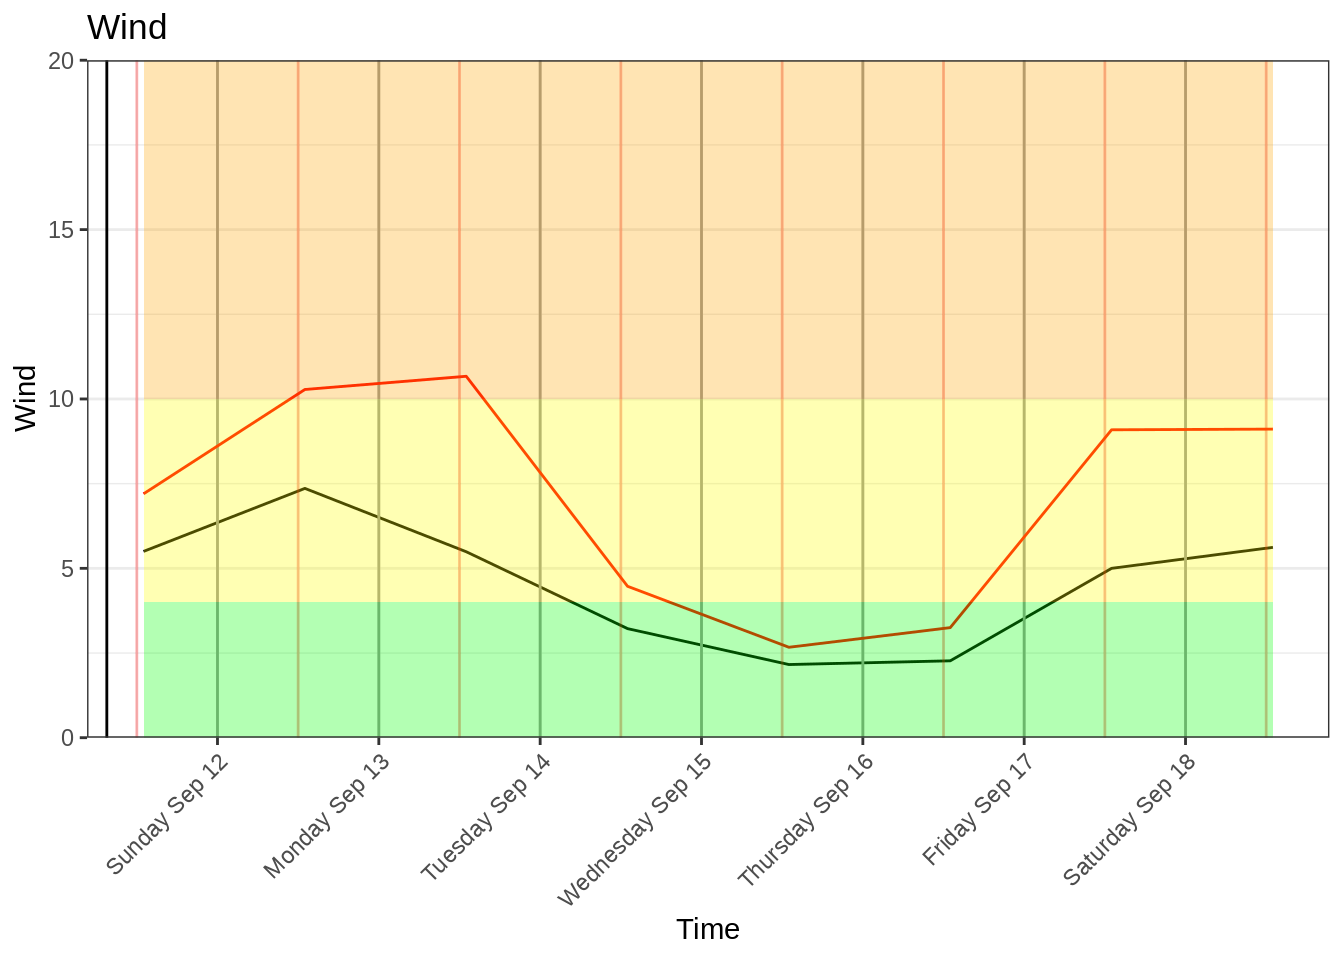 Wind
20
15
10
5
0
Wind
Sunday Sep 12
Monday Sep 13
Tuesday Sep 14
Wednesday Sep 15
Thursday Sep 16
Friday Sep 17
Saturday Sep 18
Time